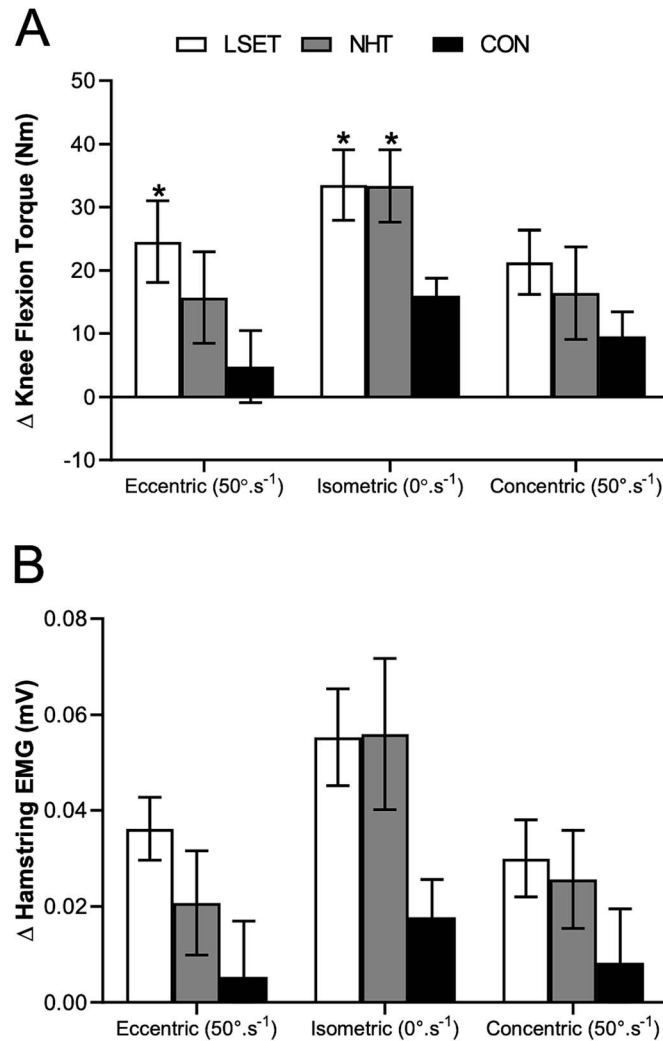 A
LSET NHT CON
Δ Knee Flexion Torque (Nm)
50
40
30
20
10
0
-10
* * *
Eccentric (50°.s⁻¹) Isometric (0°.s⁻¹) Concentric (50°.s⁻¹)
B
Δ Hamstring EMG (mV)
0.08
0.06
0.04
0.02
0.00
Eccentric (50°.s⁻¹) Isometric (0°.s⁻¹) Concentric (50°.s⁻¹)